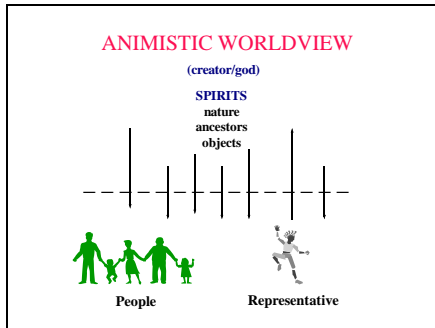 ANIMISTIC WORLDVIEW
(creator/god)
SPIRITS
nature
ancestors
objects
People
Representative